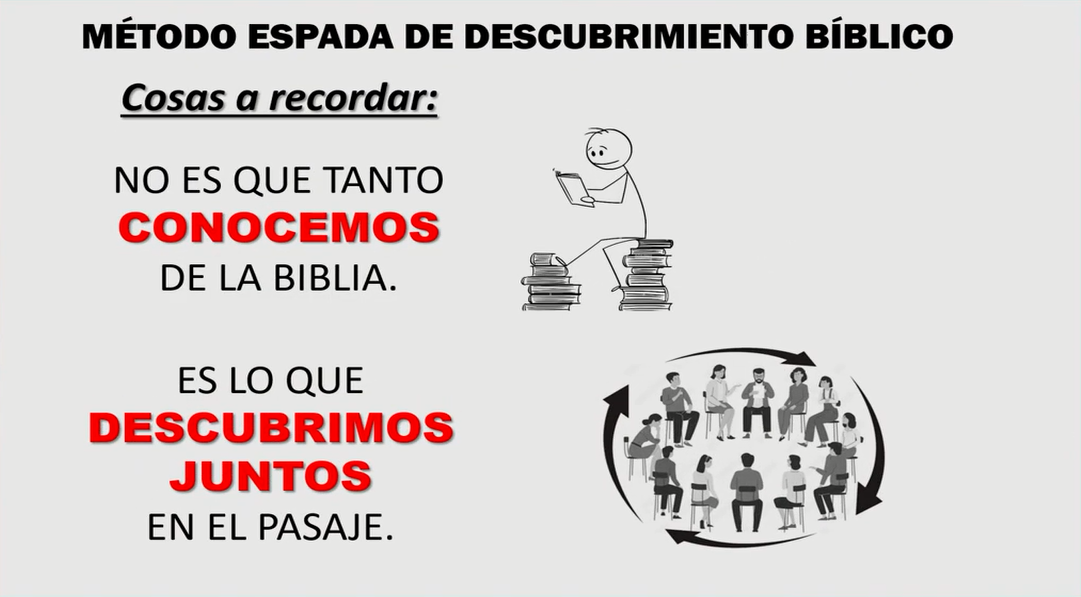 MÉTODO ESPADA DE DESCUBRIMIENTO BÍBLICO
Cosas a recordar:
NO ES QUE TANTO
CONOCEMOS
DE LA BIBLIA.
ES LO QUE
DESCUBRIMOS
JUNTOS
EN EL PASAJE.